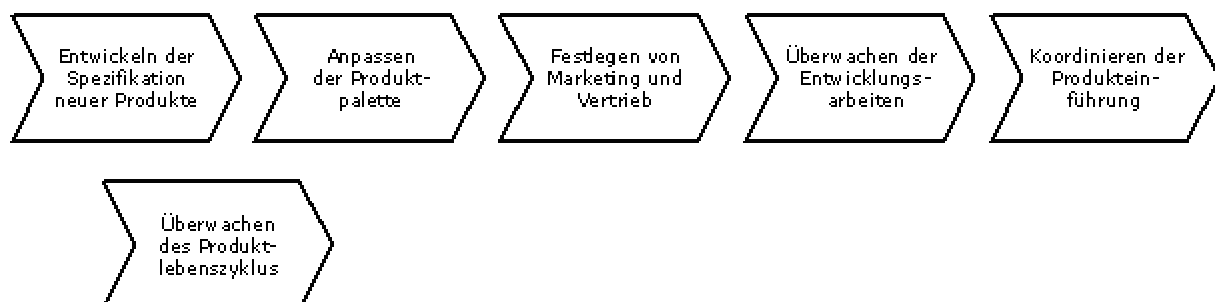 Entwickeln der
Spezifikation
neuer Produkte
Anpassen
der Produkt-
palette
Festlegen von
Marketing und
Vertrieb
Überwachen der
Entwicklungs-
arbeiten
Koordinieren der
Produktein-
führung
Überwachen
des Produkt-
lebenszyklus